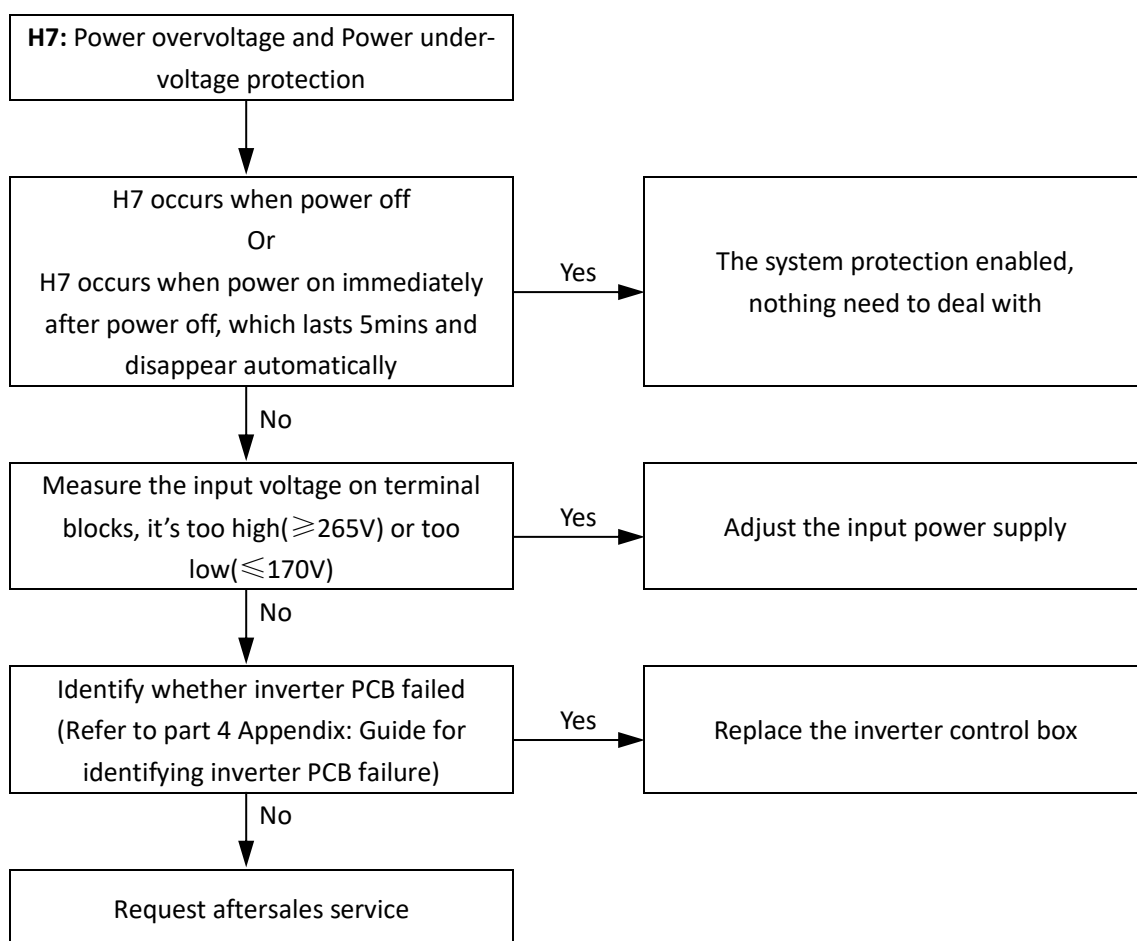 H7: Power overvoltage and Power under-
voltage protection
H7 occurs when power off
Or
H7 occurs when power on immediately
after power off, which lasts 5mins and
disappear automatically
Yes
The system protection enabled,
nothing need to deal with
No
Measure the input voltage on terminal
blocks, it's too high(≥265V) or too
low(≤170V)
Yes
Adjust the input power supply
No
Identify whether inverter PCB failed
(Refer to part 4 Appendix: Guide for
identifying inverter PCB failure)
Yes
Replace the inverter control box
No
Request aftersales service